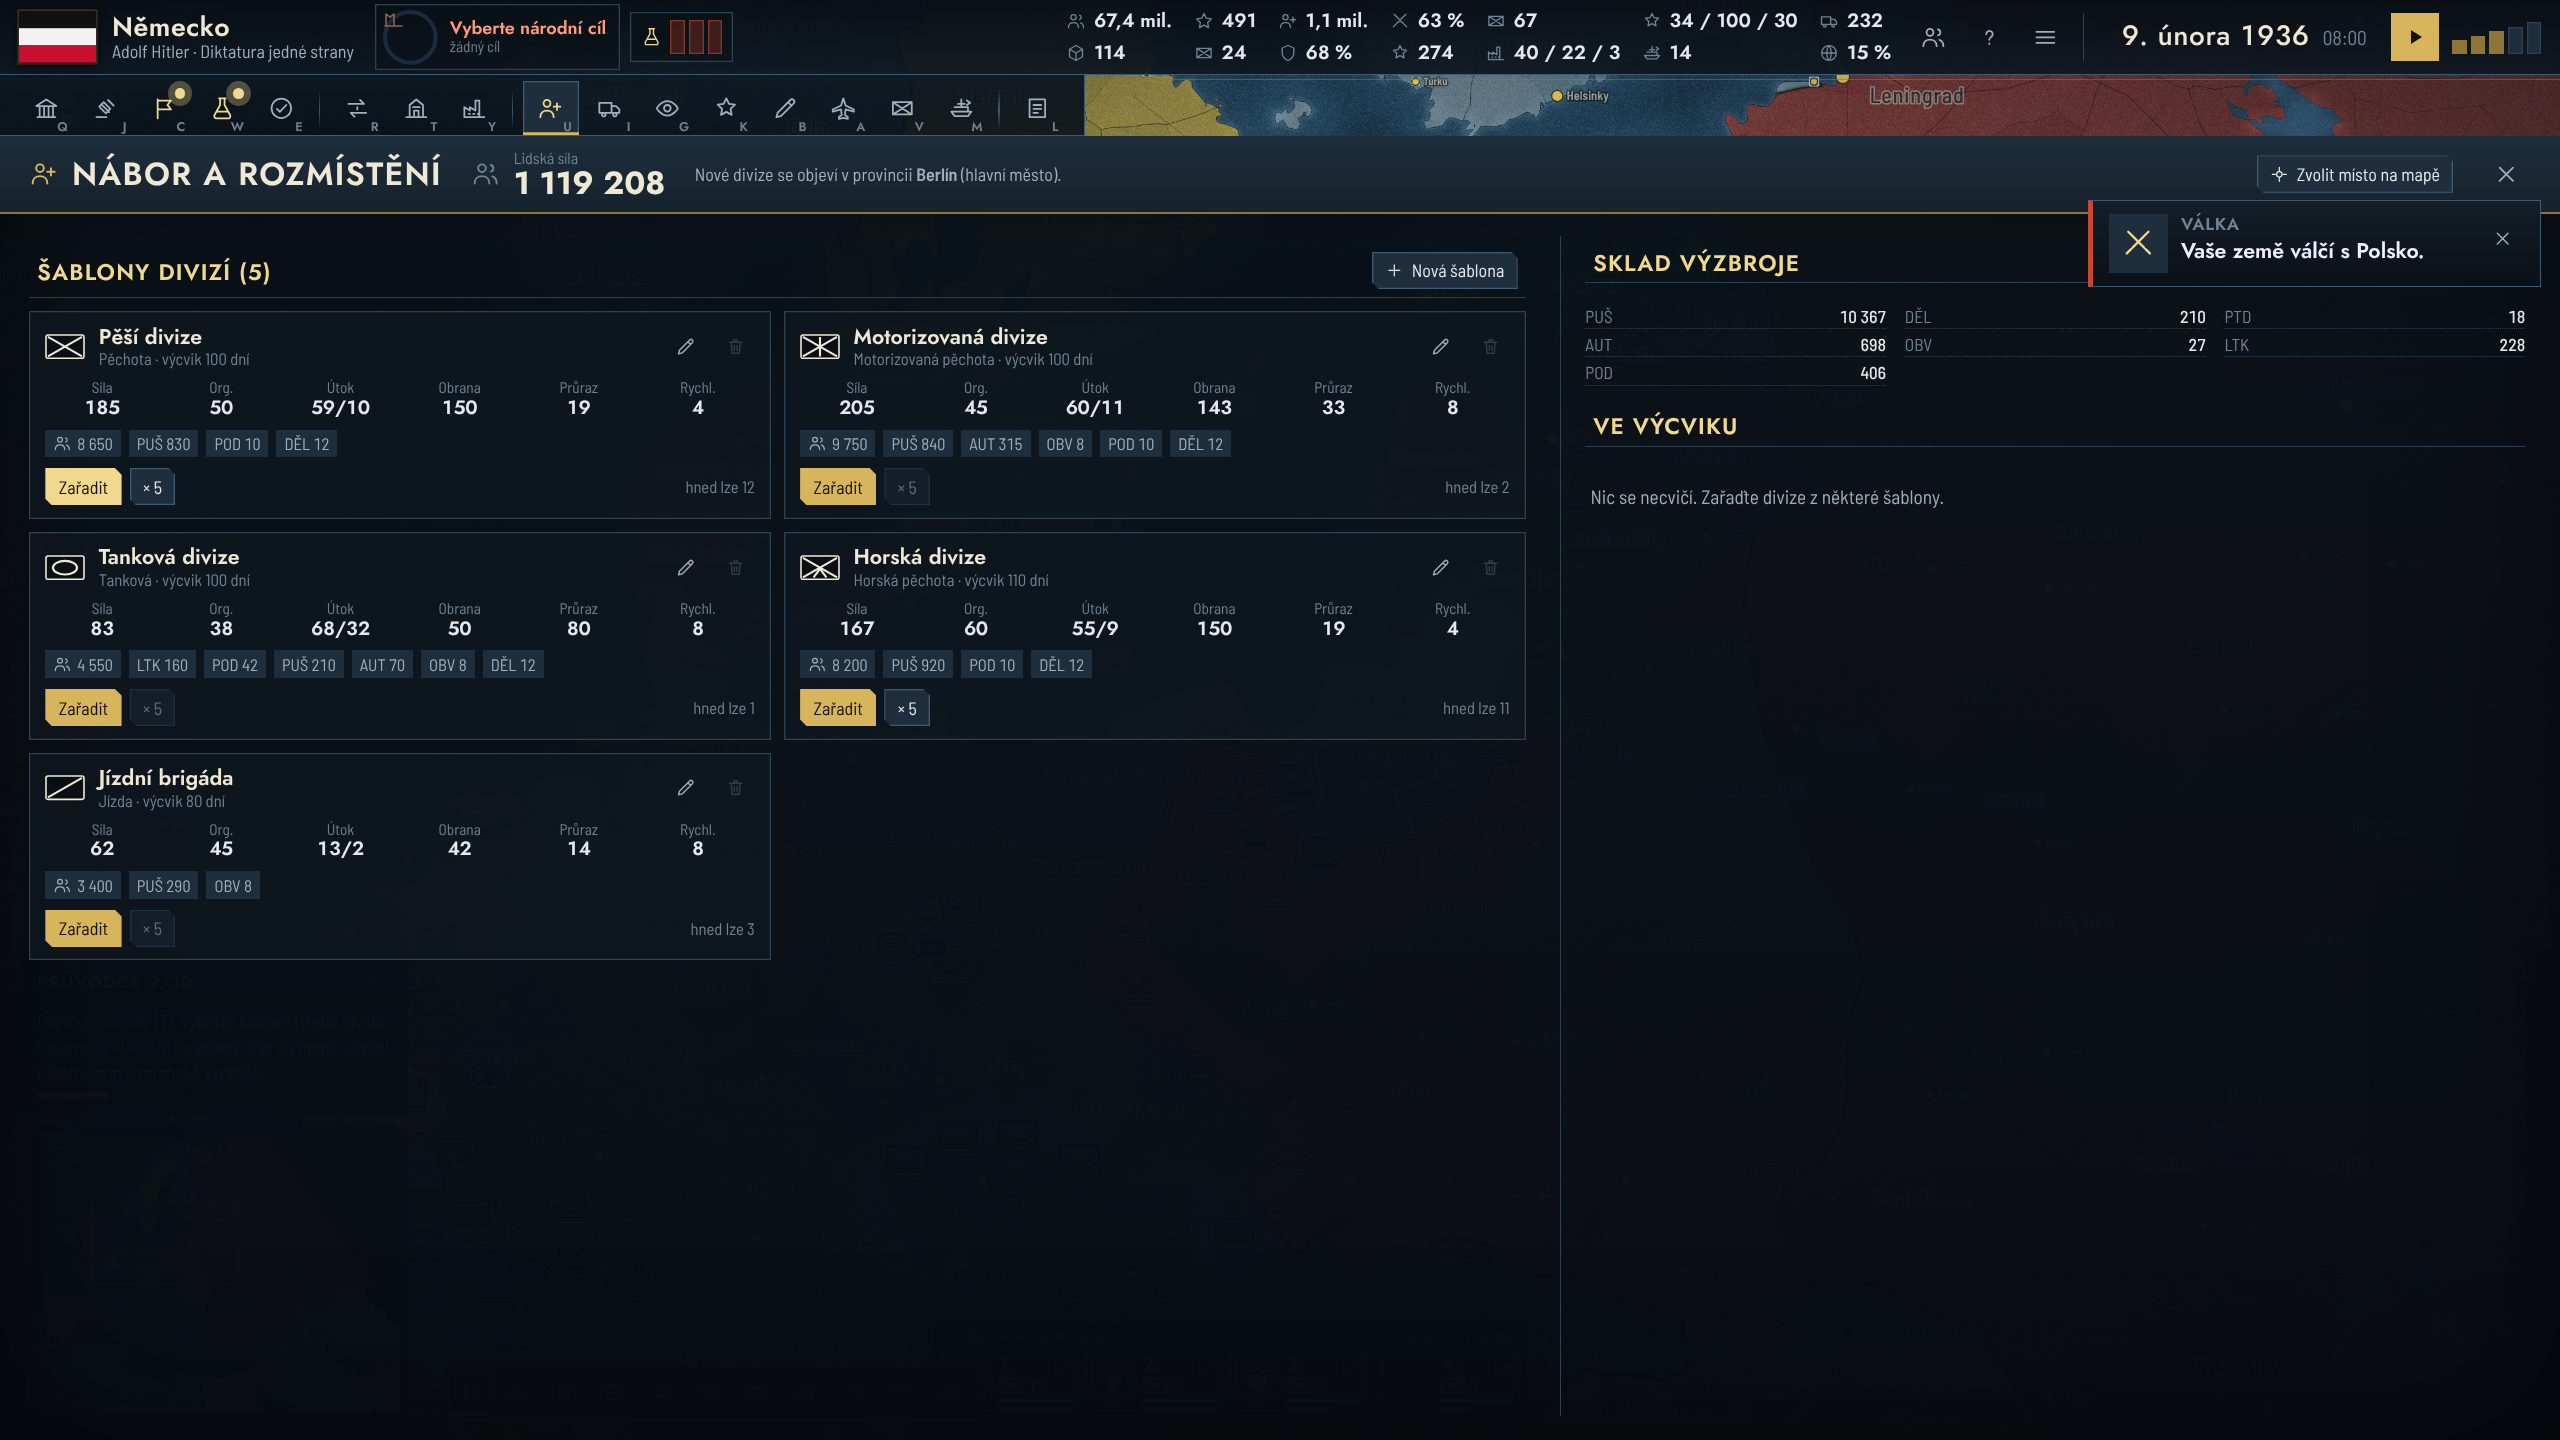 Německo
Adolf Hitler · Diktatura jedné strany
Vyberte národní cíl
žádný cíl
67,4 mil. 491 1,1 mil. 63 % 67 34 / 100 / 30 232
114 24 68 % 274 40 / 22 / 3 14 15 %
?
9. února 1936 08:00
Q J C W E R T Y U I G K B A V M L
Turku
Helsinky
Leningrad
NÁBOR A ROZMÍSTĚNÍ
Lidská síla
1 119 208
Nové divize se objeví v provincii Berlín (hlavní město).
Zvolit místo na mapě
VÁLKA
Vaše země válčí s Polsko.
ŠABLONY DIVIZÍ (5)
+ Nová šablona
Pěší divize
Pěchota · výcvik 100 dní
Síla Org. Útok Obrana Průraz Rychl.
185 50 59/10 150 19 4
8 650 PUŠ 830 POD 10 DĚL 12
Zařadit × 5 hned lze 12
Motorizovaná divize
Motorizovaná pěchota · výcvik 100 dní
Síla Org. Útok Obrana Průraz Rychl.
205 45 60/11 143 33 8
9 750 PUŠ 840 AUT 315 OBV 8 POD 10 DĚL 12
Zařadit × 5 hned lze 2
Tanková divize
Tanková · výcvik 100 dní
Síla Org. Útok Obrana Průraz Rychl.
83 38 68/32 50 80 8
4 550 LTK 160 POD 42 PUŠ 210 AUT 70 OBV 8 DĚL 12
Zařadit × 5 hned lze 1
Horská divize
Horská pěchota · výcvik 110 dní
Síla Org. Útok Obrana Průraz Rychl.
167 60 55/9 150 19 4
8 200 PUŠ 920 POD 10 DĚL 12
Zařadit × 5 hned lze 11
Jízdní brigáda
Jízda · výcvik 80 dní
Síla Org. Útok Obrana Průraz Rychl.
62 45 13/2 42 14 8
3 400 PUŠ 290 OBV 8
Zařadit × 5 hned lze 3
SKLAD VÝZBROJE
PUŠ 10 367 DĚL 210 PTD 18
AUT 698 OBV 27 LTK 228
POD 406
VE VÝCVIKU
Nic se necvičí. Zařaďte divize z některé šablony.
PRŮVODCE 3/10